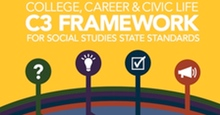 COLLEGE, CAREER & CIVIC LIFE
C3 FRAMEWORK
FOR SOCIAL STUDIES STATE STANDARDS
?